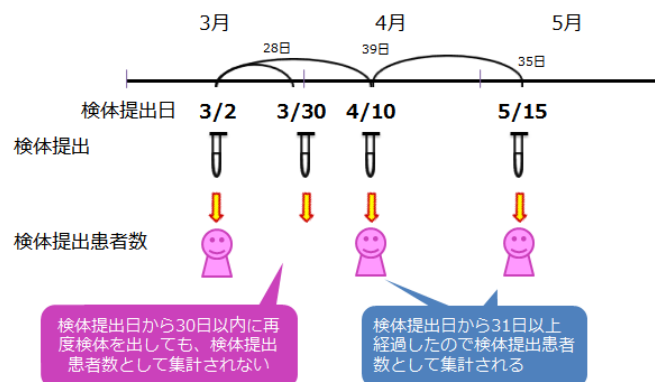 3月 4月 5月
28日 39日 35日
検体提出日 3/2 3/30 4/10 5/15
検体提出
検体提出患者数
検体提出日から30日以内に再
度検体を出しても、検体提出
患者数として集計されない
検体提出日から31日以上
経過したので検体提出患者
数として集計される